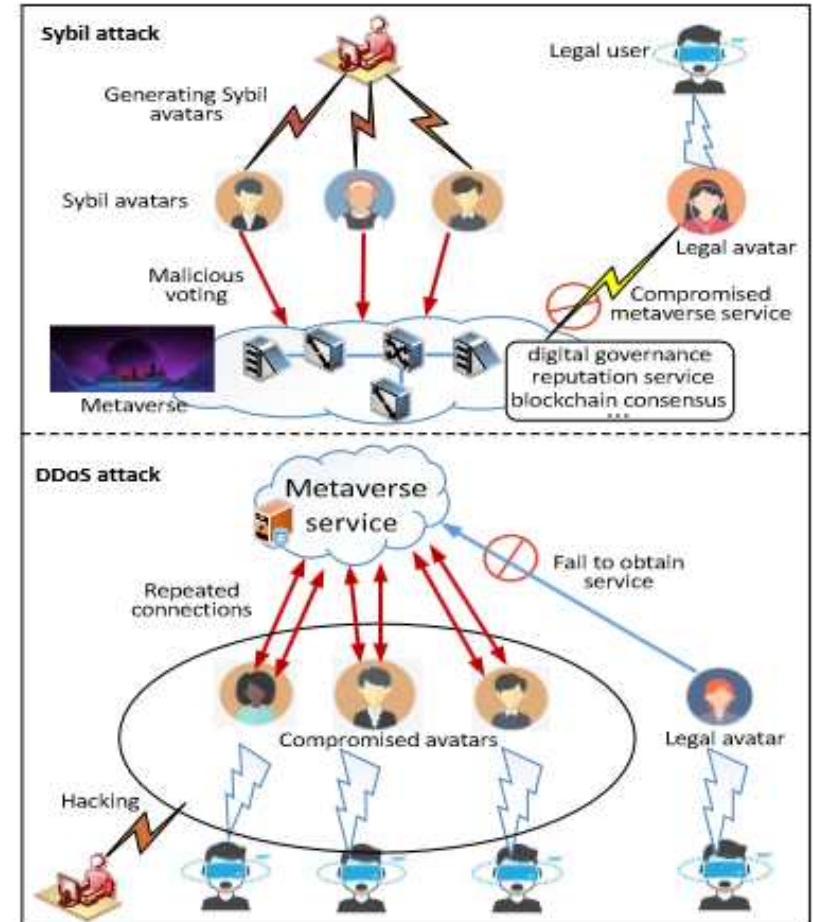 Sybil attack
Legal user
Generating Sybil
avatars
Sybil avatars
Legal avatar
Malicious
voting
Compromised
metaverse service
digital governance
reputation service
blockchain consensus
...
Metaverse
DDoS attack
Metaverse
service
Fail to obtain
service
Repeated
connections
Compromised avatars
Legal avatar
Hacking